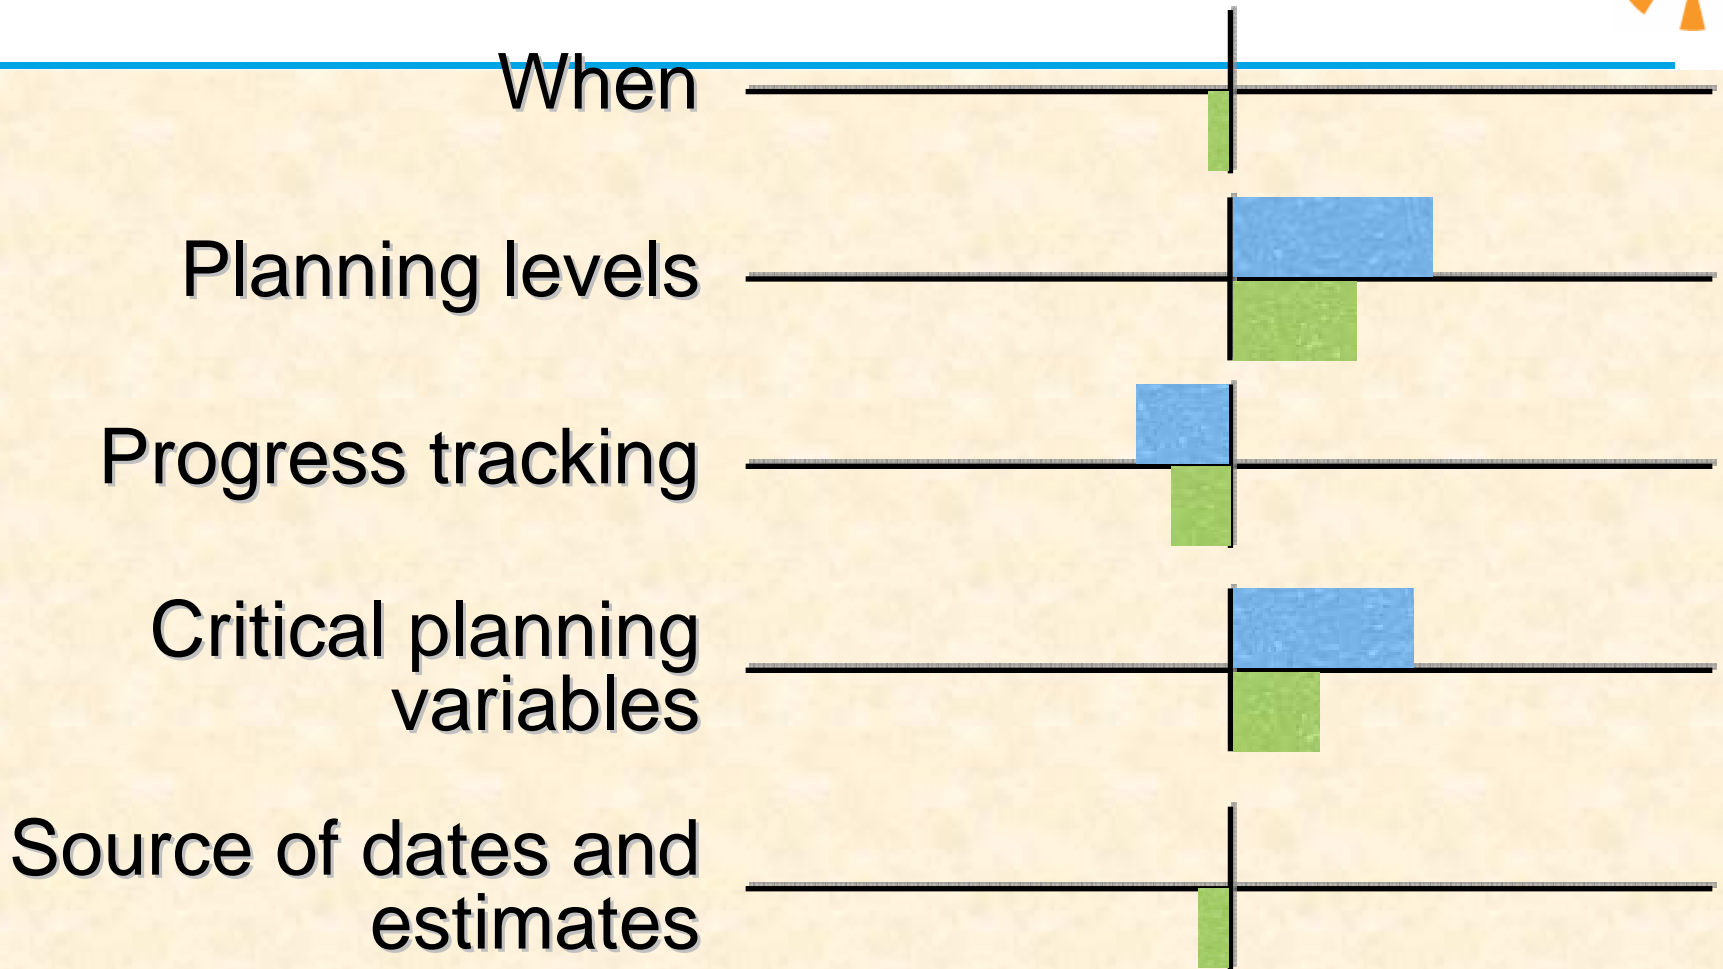 When
Planning levels
Progress tracking
Critical planning
variables
Source of dates and
estimates